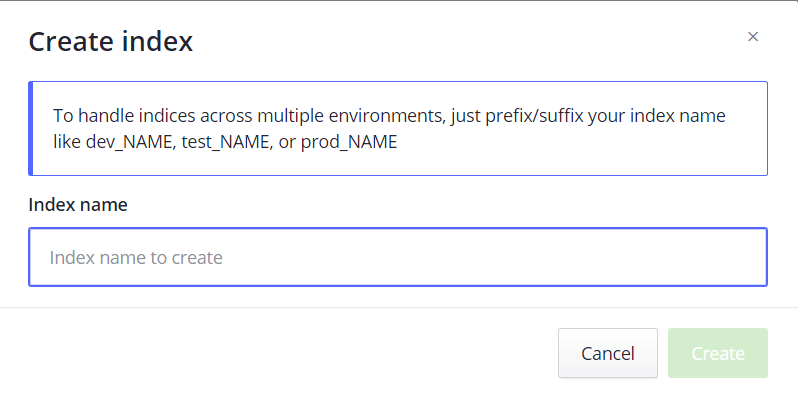 Create index
×
To handle indices across multiple environments, just prefix/suffix your index name
like dev_NAME, test_NAME, or prod_NAME
Index name
Index name to create
Cancel
Create